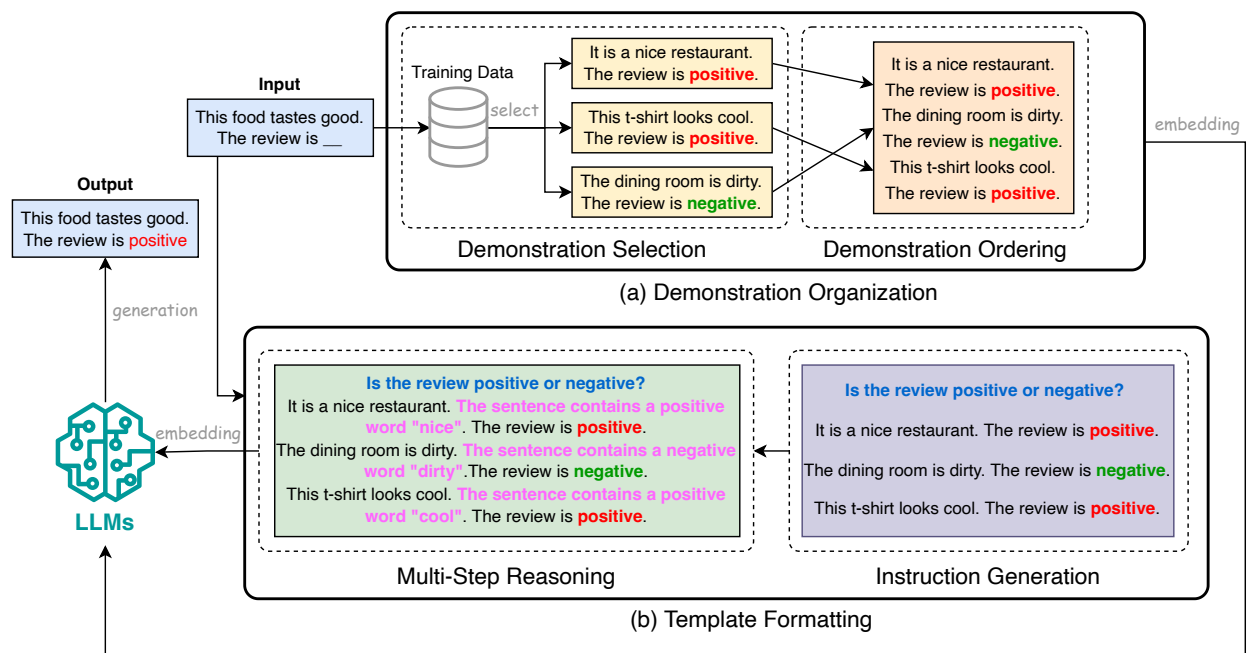 Input
This food tastes good.
The review is __
Output
This food tastes good.
The review is positive
generation
LLMs
embedding
Training Data
select
It is a nice restaurant.
The review is positive.
This t-shirt looks cool.
The review is positive.
The dining room is dirty.
The review is negative.
Demonstration Selection
It is a nice restaurant.
The review is positive.
The dining room is dirty.
The review is negative.
This t-shirt looks cool.
The review is positive.
Demonstration Ordering
(a) Demonstration Organization
embedding
Is the review positive or negative?
It is a nice restaurant. The sentence contains a positive
word "nice". The review is positive.
The dining room is dirty. The sentence contains a negative
word "dirty".The review is negative.
This t-shirt looks cool. The sentence contains a positive
word "cool". The review is positive.
Multi-Step Reasoning
Is the review positive or negative?
It is a nice restaurant. The review is positive.
The dining room is dirty. The review is negative.
This t-shirt looks cool. The review is positive.
Instruction Generation
(b) Template Formatting